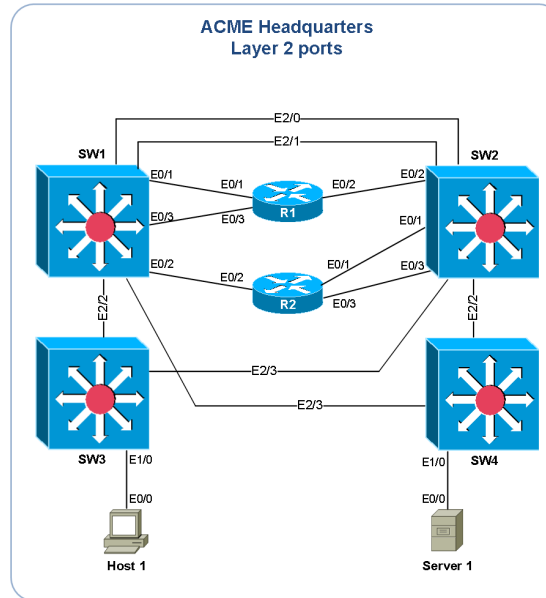 ACME Headquarters
Layer 2 ports
E2/0
E2/1
SW1
SW2
E0/1
E0/1
E0/2
E0/2
R1
E0/3
E0/3
E0/1
E0/2
E0/2
E0/1
E0/3
R2
E0/3
E2/2
E2/2
E2/3
E2/3
SW3
SW4
E1/0
E1/0
E0/0
E0/0
Host 1
Server 1